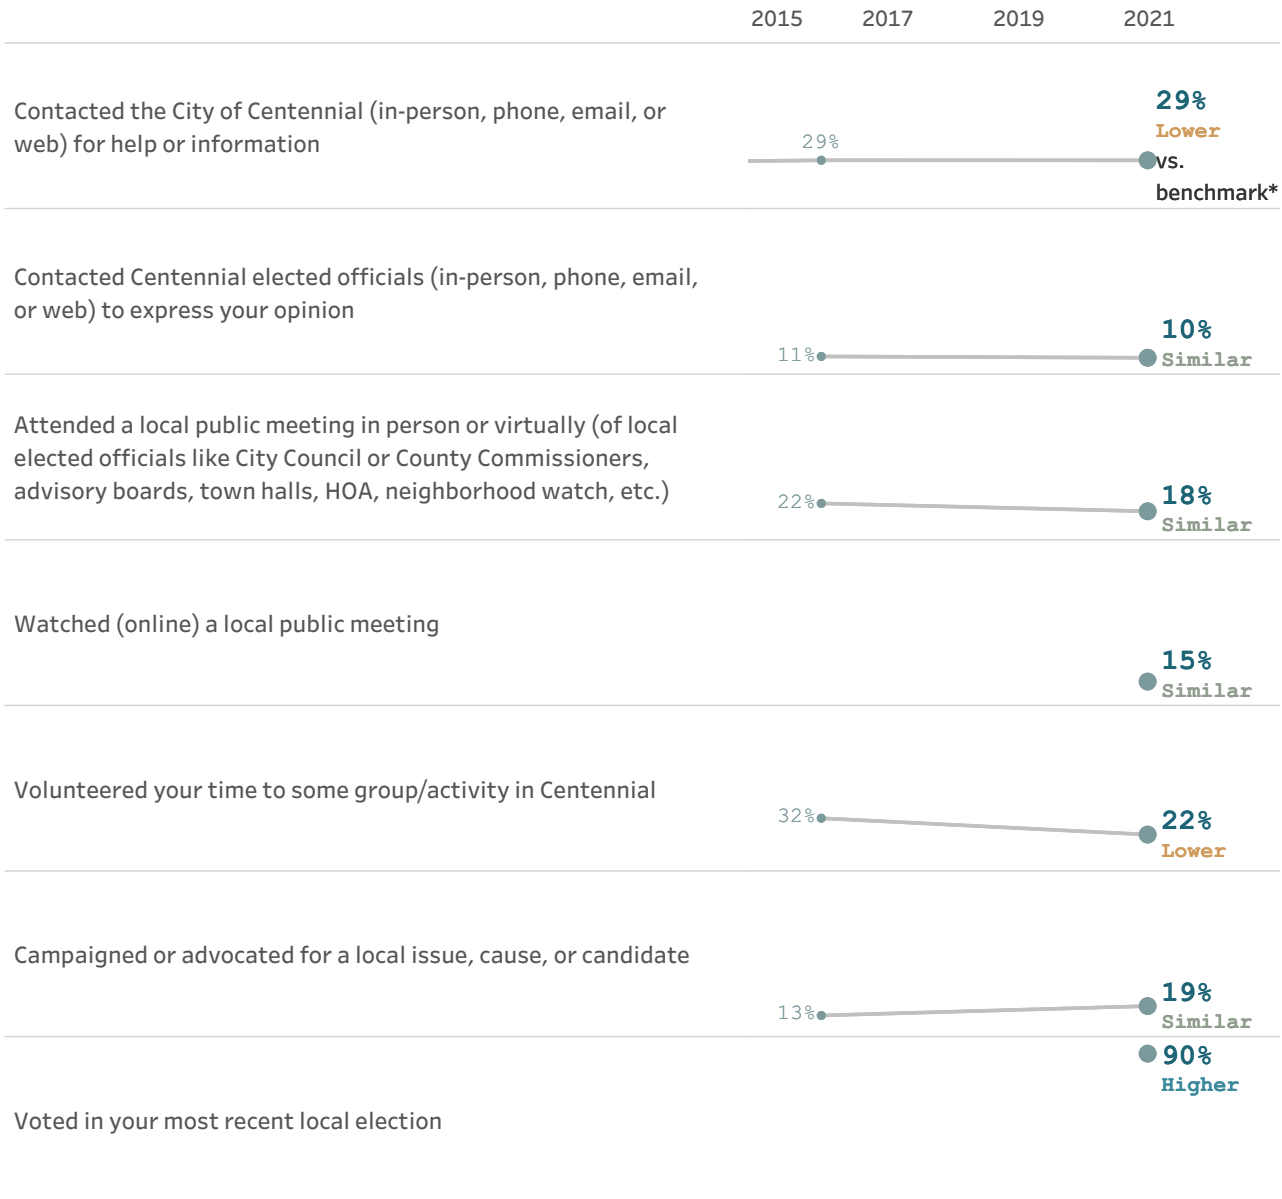 2015 2017 2019 2021
Contacted the City of Centennial (in-person, phone, email, or
web) for help or information
29%
29%
Lower
vs.
benchmark*
Contacted Centennial elected officials (in-person, phone, email,
or web) to express your opinion
11%
10%
Similar
Attended a local public meeting in person or virtually (of local
elected officials like City Council or County Commissioners,
advisory boards, town halls, HOA, neighborhood watch, etc.)
22%
18%
Similar
Watched (online) a local public meeting
15%
Similar
Volunteered your time to some group/activity in Centennial
32%
22%
Lower
Campaigned or advocated for a local issue, cause, or candidate
13%
19%
Similar
90%
Higher
Voted in your most recent local election